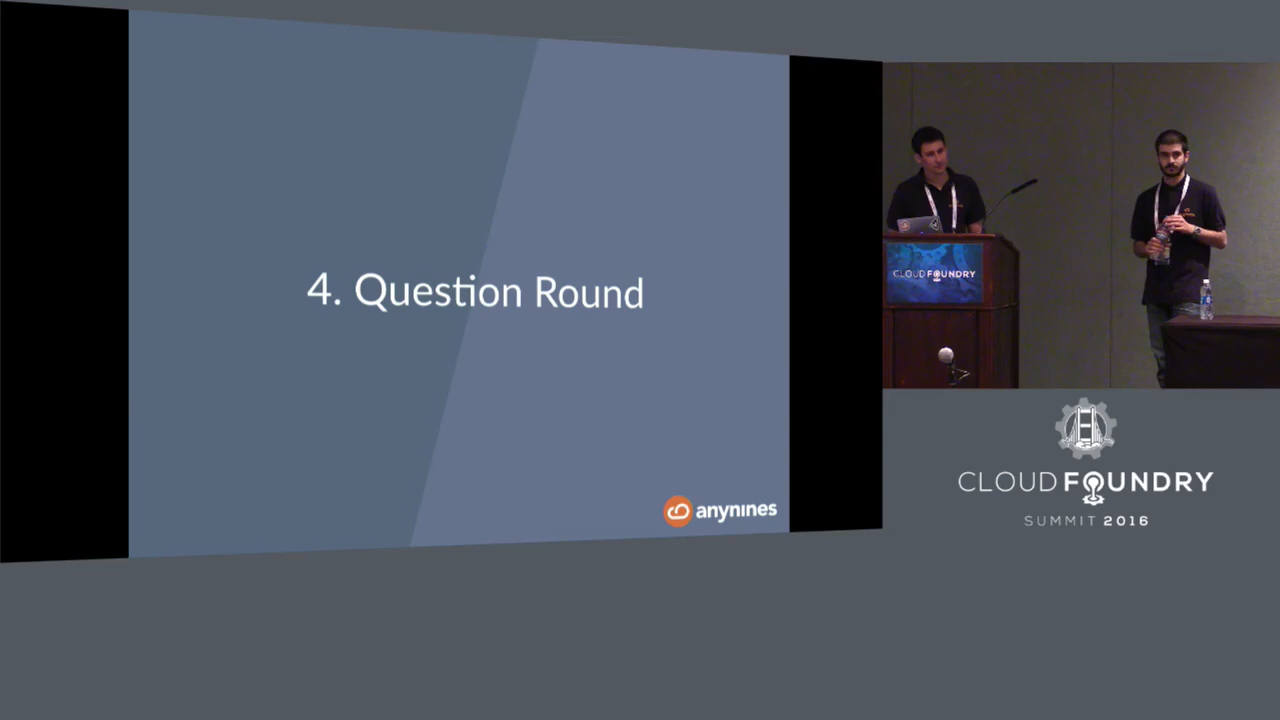 4. Question Round
anynines
CLOUD FOUNDRY
CLOUD FOUNDRY
SUMMIT 2016